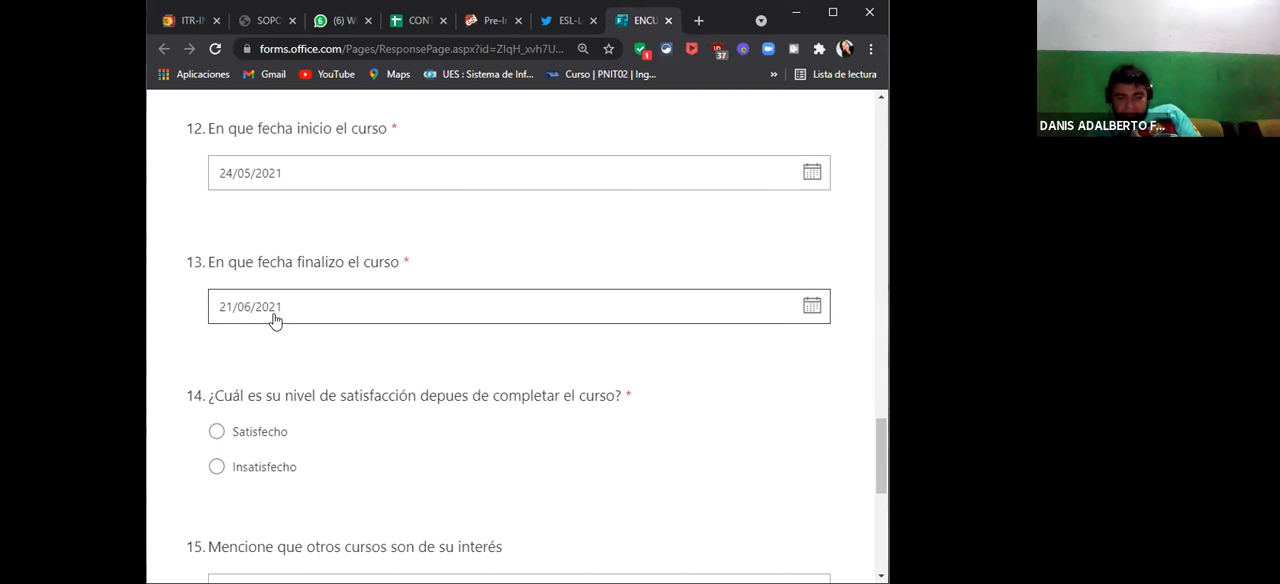 ITR-IN
SOPC
(6) W
CONT
Pre-I
ESL-L
ENCU
forms.office.com/Pages/ResponsePage.aspx?id=ZIqH_xvh7U...
1
37
Aplicaciones
Gmail
YouTube
Maps
UES : Sistema de Inf...
Curso | PNIT02 | Ing...
»
Lista de lectura
DANIS ADALBERTO F...
12. En que fecha inicio el curso *
24/05/2021
13. En que fecha finalizo el curso *
21/06/2021
14. ¿Cuál es su nivel de satisfacción depues de completar el curso? *
Satisfecho
Insatisfecho
15. Mencione que otros cursos son de su interés